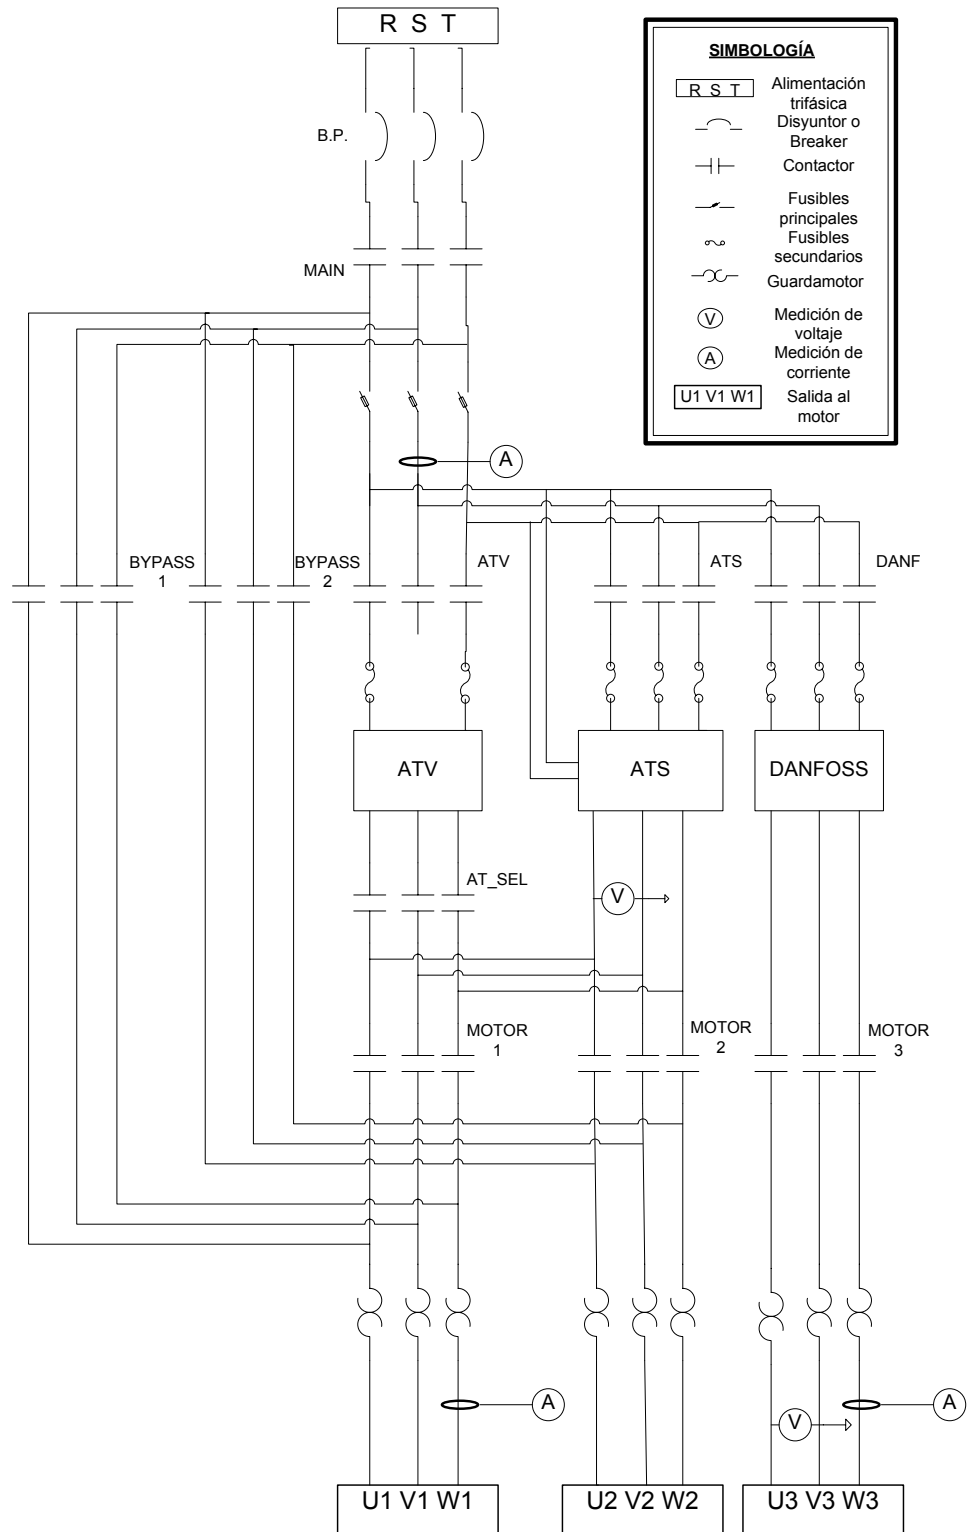 R S T
B.P.
MAIN
SIMBOLOGÍA
R S T
Alimentación
trifásica
Disyuntor o
Breaker
Contactor
Fusibles
principales
Fusibles
secundarios
Guardamotor
V
Medición de
voltaje
A
Medición de
corriente
U1 V1 W1
Salida al
motor
A
BYPASS
1
BYPASS
2
ATV
ATS
DANF
ATV
ATS
DANFOSS
AT_SEL
V
MOTOR
1
MOTOR
2
MOTOR
3
A
A
V
U1 V1 W1
U2 V2 W2
U3 V3 W3